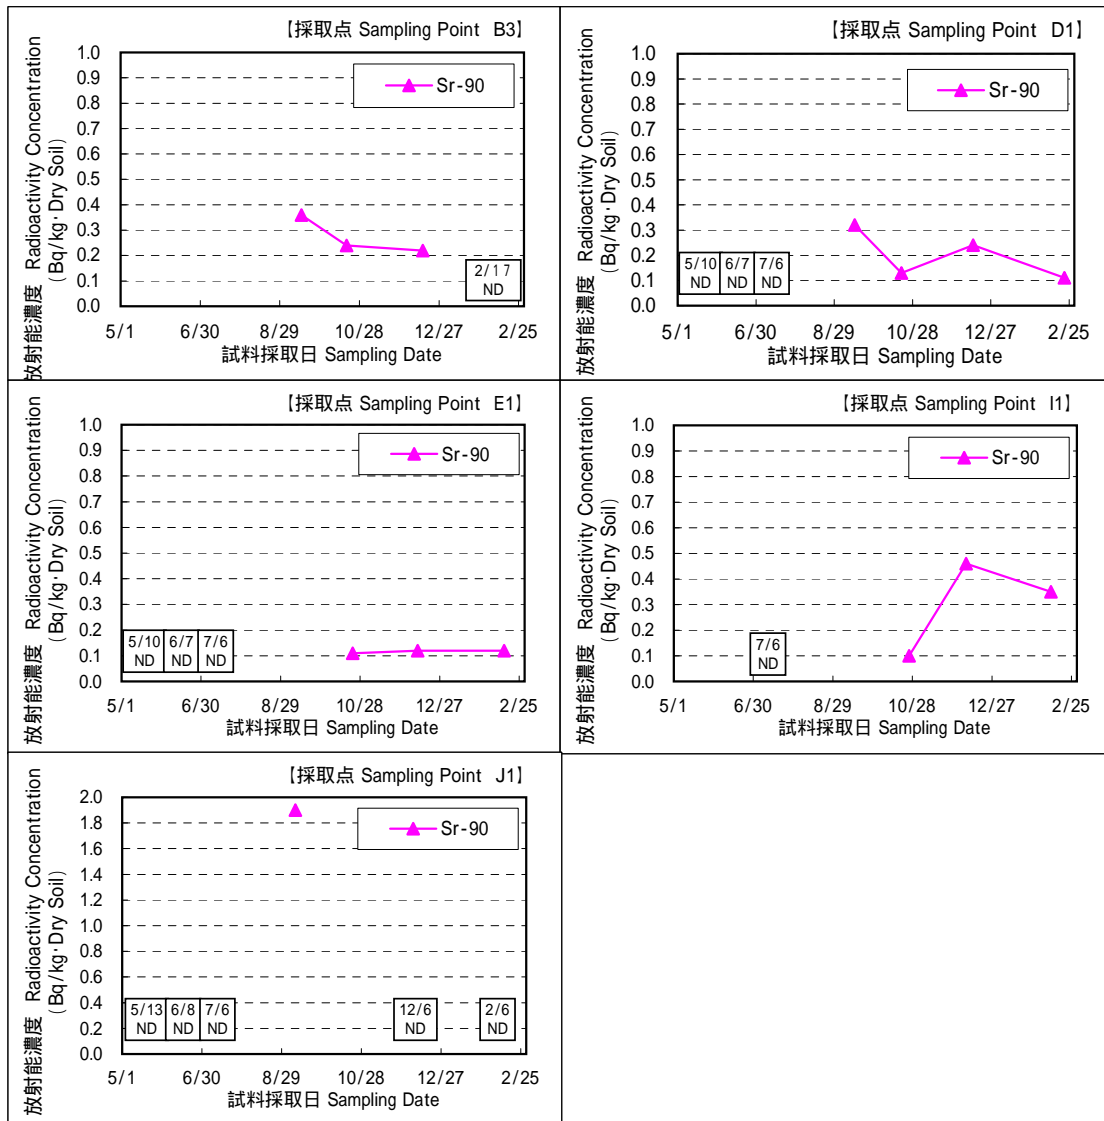 【採取点 Sampling Point B3】
放射能濃度 Radioactivity Concentration
(Bq/kg・Dry Soil)
1.0
0.9
0.8
0.7
0.6
0.5
0.4
0.3
0.2
0.1
0.0
Sr-90
2/17
ND
5/1 6/30 8/29 10/28 12/27 2/25
試料採取日 Sampling Date
【採取点 Sampling Point D1】
放射能濃度 Radioactivity Concentration
(Bq/kg・Dry Soil)
1.0
0.9
0.8
0.7
0.6
0.5
0.4
0.3
0.2
0.1
0.0
Sr-90
5/10 6/7 7/6
ND ND ND
5/1 6/30 8/29 10/28 12/27 2/25
試料採取日 Sampling Date
【採取点 Sampling Point E1】
放射能濃度 Radioactivity Concentration
(Bq/kg・Dry Soil)
1.0
0.9
0.8
0.7
0.6
0.5
0.4
0.3
0.2
0.1
0.0
Sr-90
5/10 6/7 7/6
ND ND ND
5/1 6/30 8/29 10/28 12/27 2/25
試料採取日 Sampling Date
【採取点 Sampling Point I1】
放射能濃度 Radioactivity Concentration
(Bq/kg・Dry Soil)
1.0
0.9
0.8
0.7
0.6
0.5
0.4
0.3
0.2
0.1
0.0
Sr-90
7/6
ND
5/1 6/30 8/29 10/28 12/27 2/25
試料採取日 Sampling Date
【採取点 Sampling Point J1】
放射能濃度 Radioactivity Concentration
(Bq/kg・Dry Soil)
2.0
1.8
1.6
1.4
1.2
1.0
0.8
0.6
0.4
0.2
0.0
Sr-90
5/13 6/8 7/6 12/6 2/6
ND ND ND ND ND
5/1 6/30 8/29 10/28 12/27 2/25
試料採取日 Sampling Date